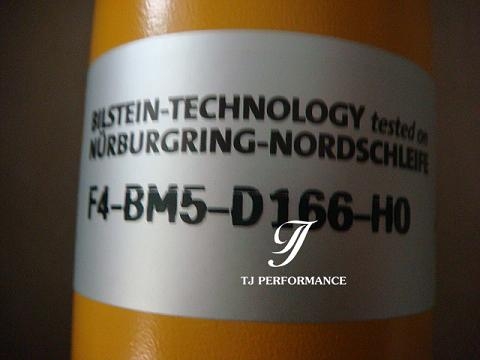 BILSTEIN-TECHNOLOGY tested on
NÜRBURGRING-NORDSCHLEIFE
F4-BM5-D166-H0
TJ
TJ PERFORMANCE